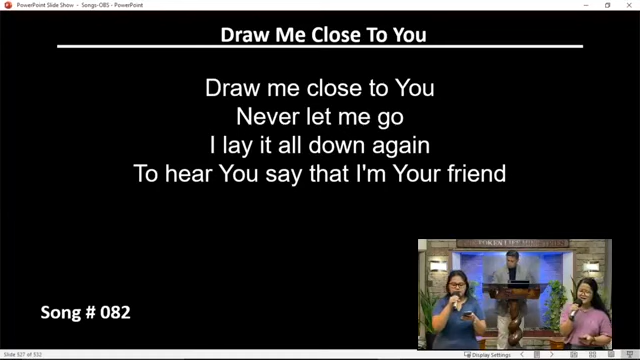 PowerPoint Slide Show - Songs-OBS - PowerPoint
Draw Me Close To You
Draw me close to You
Never let me go
I lay it all down again
To hear You say that I'm Your friend
Song # 082
Slide 327 of 532
Display Settings